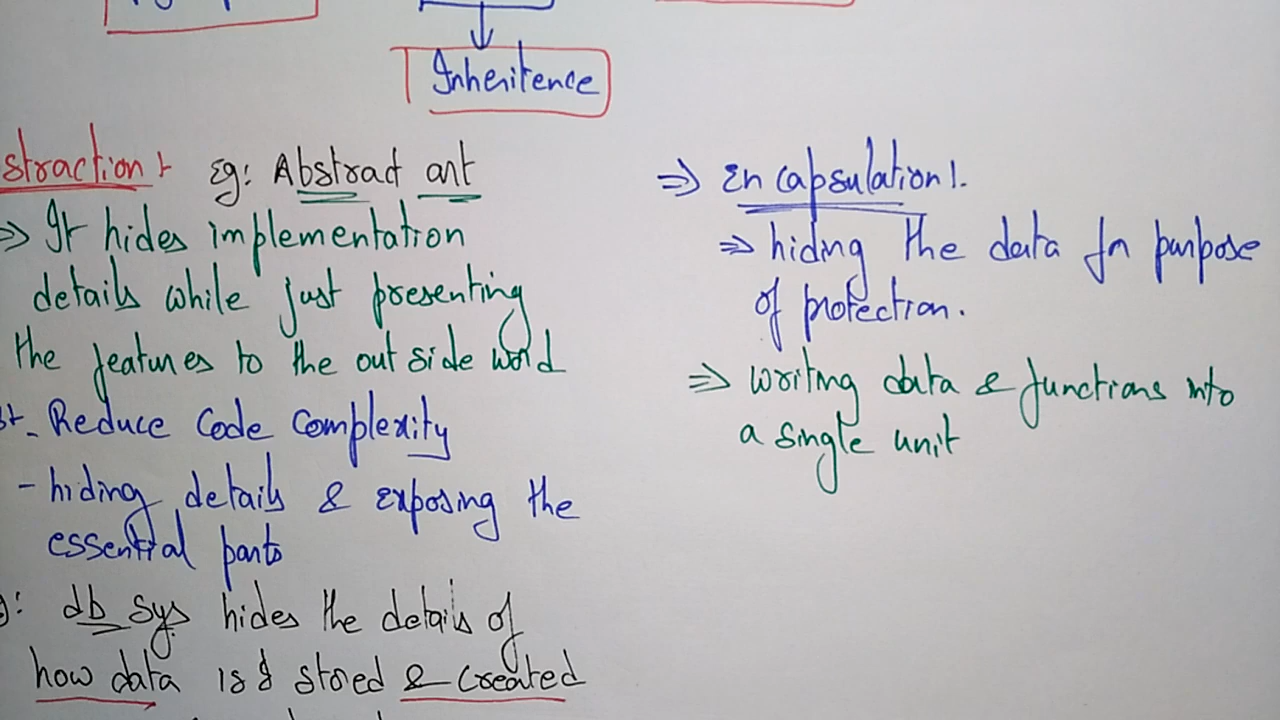 Inheritence
straction :-
Eg: Abstract art
=> It hides implementation
details while just presenting
the features to the out side world
- Reduce Code Complexity
- hiding details & exposing the
essential parts
: db sys hides the details of
how data is stored & created
=> Encapsulation :-
=> hiding the data for purpose
of protection.
=> writing data & functions into
a single unit